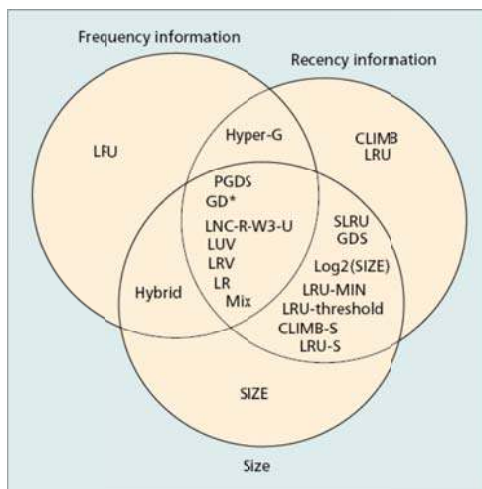 Frequency information
Recency information
LFU
Hyper-G
CLIMB
LRU
PGDS
GD*
LNC-R-W3-U
LUV
LRV
LR
Mix
SLRU
GDS
Log2(SIZE)
LRU-MIN
LRU-threshold
CLIMB-S
LRU-S
Hybrid
SIZE
Size